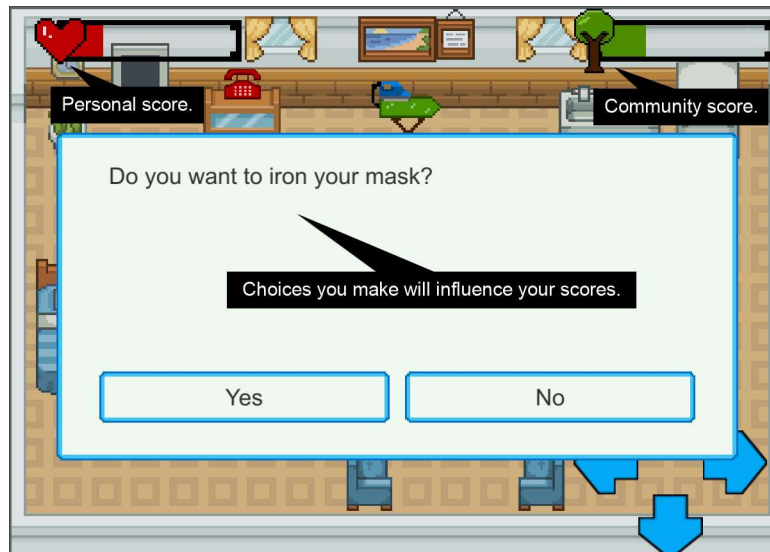 Personal score.
Community score.
Do you want to iron your mask?
Choices you make will influence your scores.
Yes
No